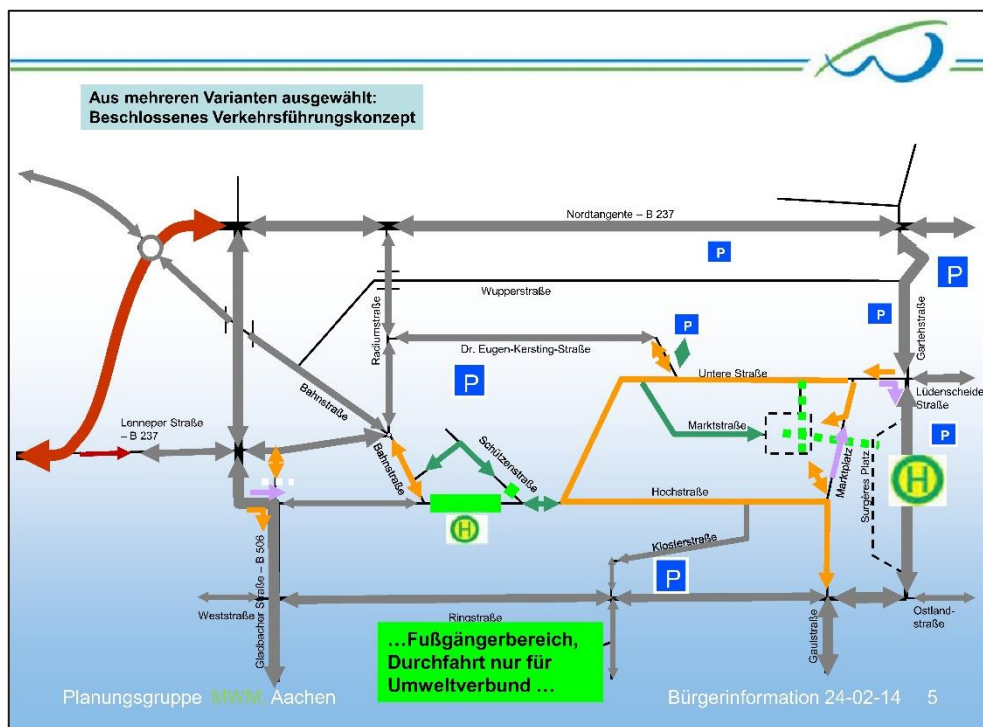 Aus mehreren Varianten ausgewählt:
Beschlossenes Verkehrsführungskonzept
Nordtangente – B 237
P
P
Wupperstraße
P
Gartenstraße
Radiumstraße
P
Dr. Eugen-Kersting-Straße
P
Untere Straße
Lüdenscheider
Straße
Bahnstraße
Lenneper Straße
– B 237
Marktstraße
P
Bahnstraße
Schützenstraße
Marktplatz
Surgères Platz
H
Hochstraße
H
Klosterstraße
Gladbacher Straße – B 506
P
Weststraße
Ringstraße
Gaulstraße
Ostland-
straße
...Fußgängerbereich,
Durchfahrt nur für
Umweltverbund ...
Planungsgruppe MWM, Aachen
Bürgerinformation 24-02-14 5